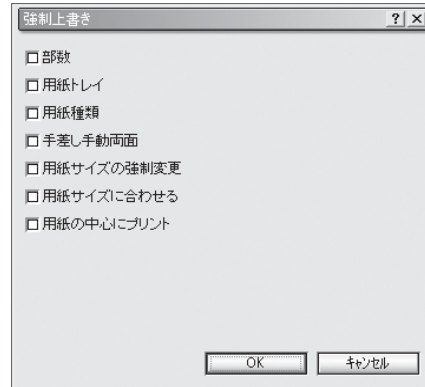 強制上書き
部数
用紙トレイ
用紙種類
手差し手動両面
用紙サイズの強制変更
用紙サイズに合わせる
用紙の中心にプリント
OK キャンセル